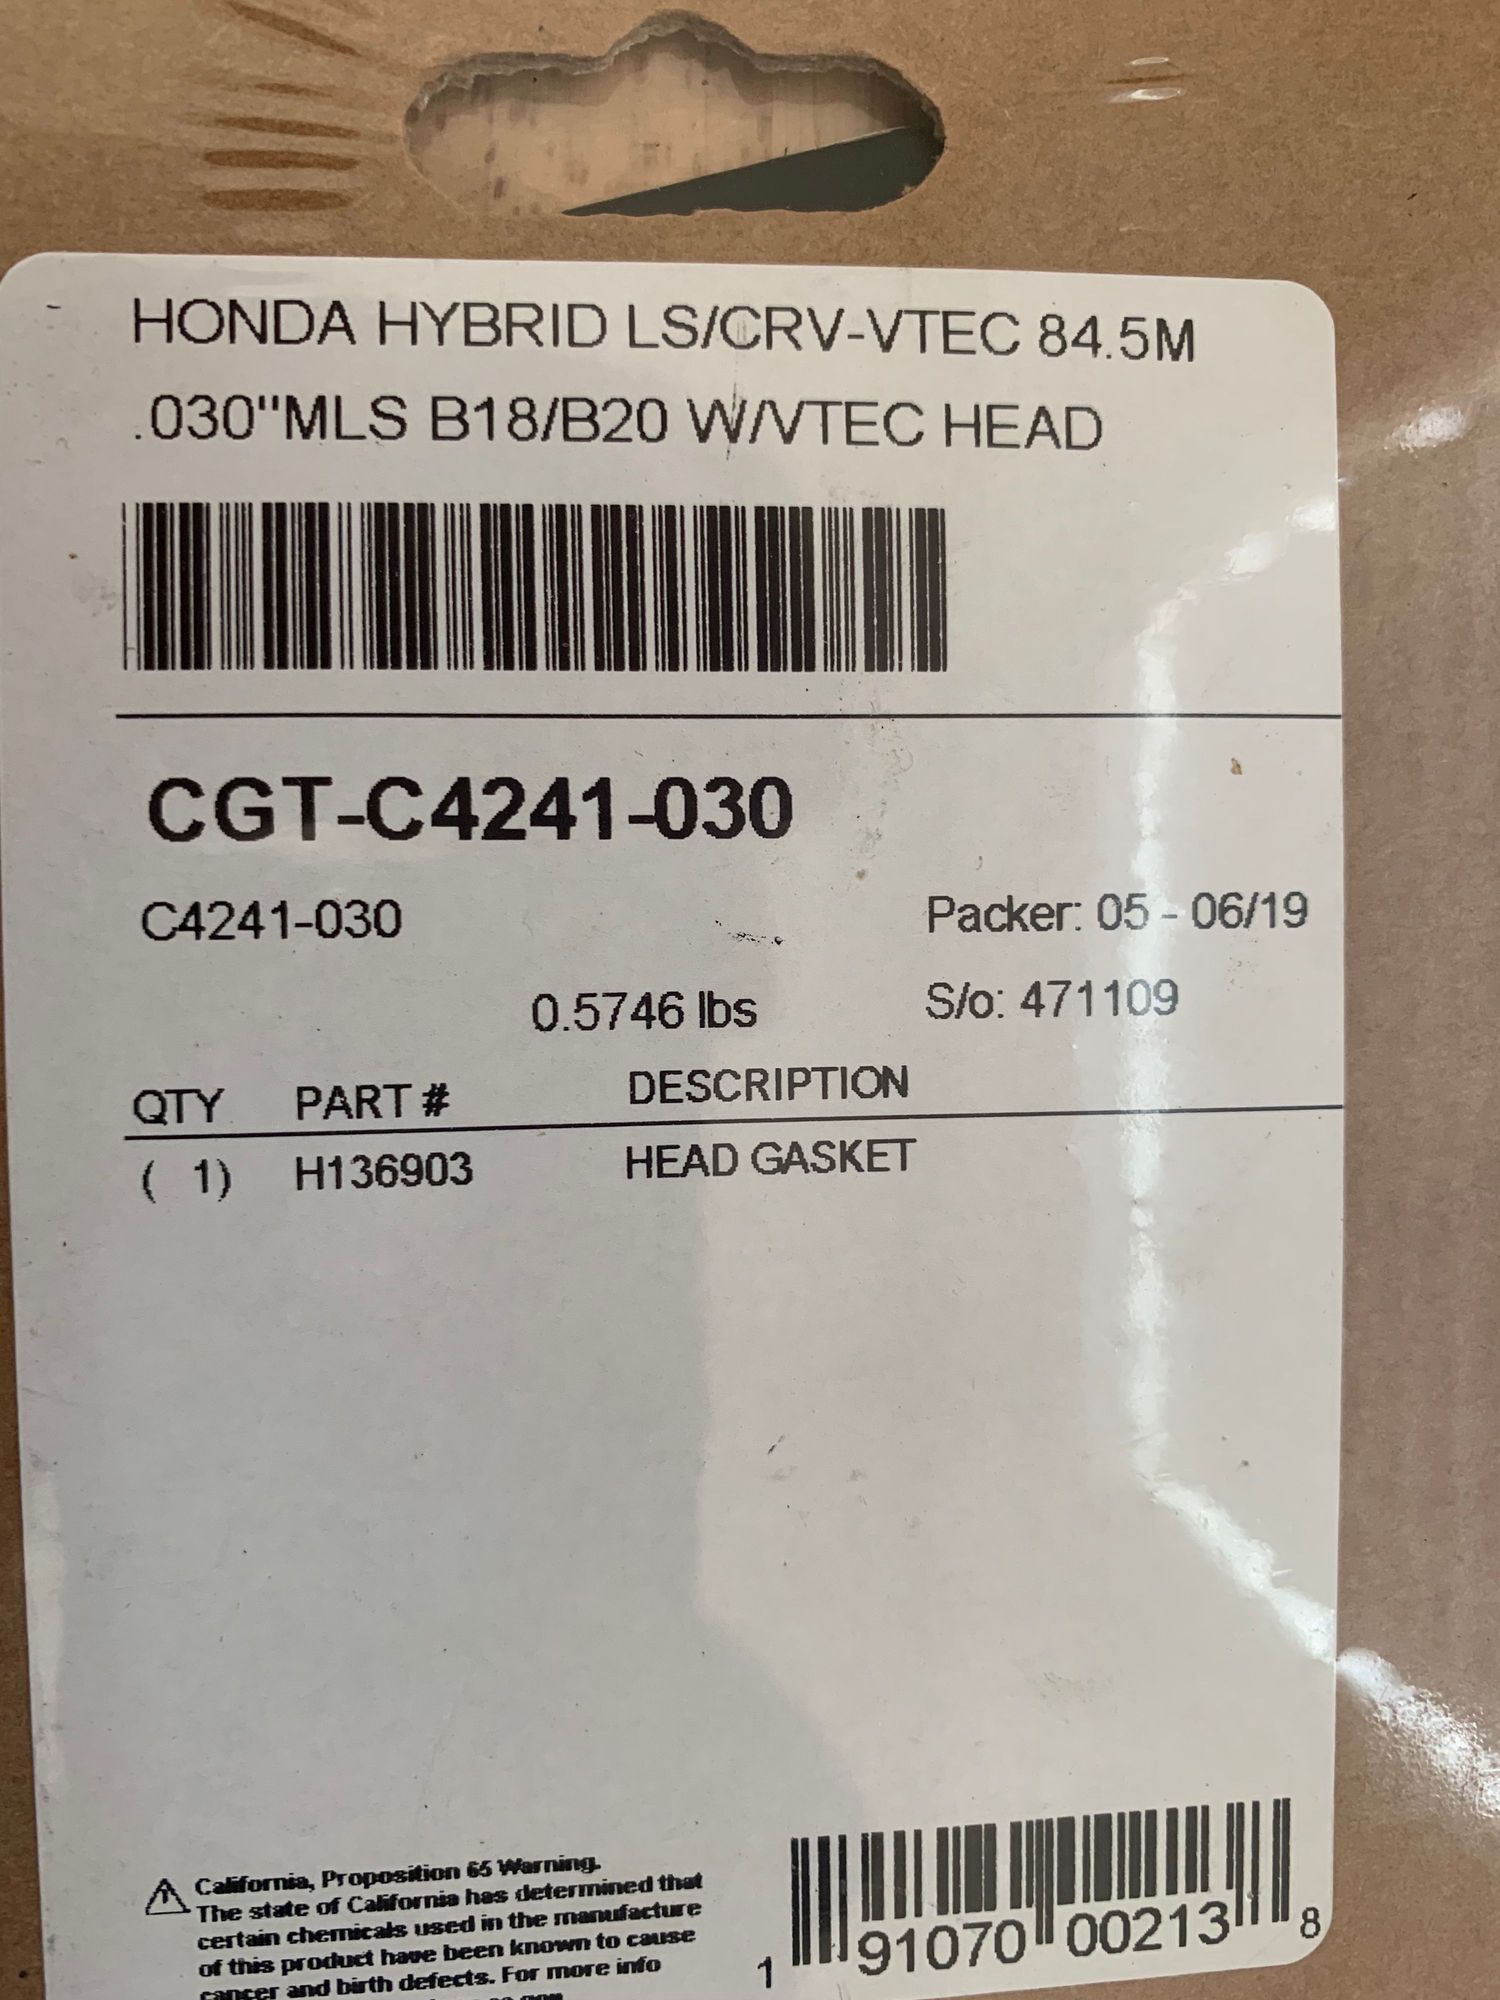 HONDA HYBRID LS/CRV-VTEC 84.5M
.030"MLS B18/B20 W/VTEC HEAD
CGT-C4241-030
C4241-030
Packer: 05 - 06/19
0.5746 lbs
S/o: 471109
QTY PART # DESCRIPTION
( 1) H136903 HEAD GASKET
California, Proposition 65 Warning.
The state of California has determined that
certain chemicals used in the manufacture
of this product have been known to cause
cancer and birth defects. For more info
1 91070 00213 8